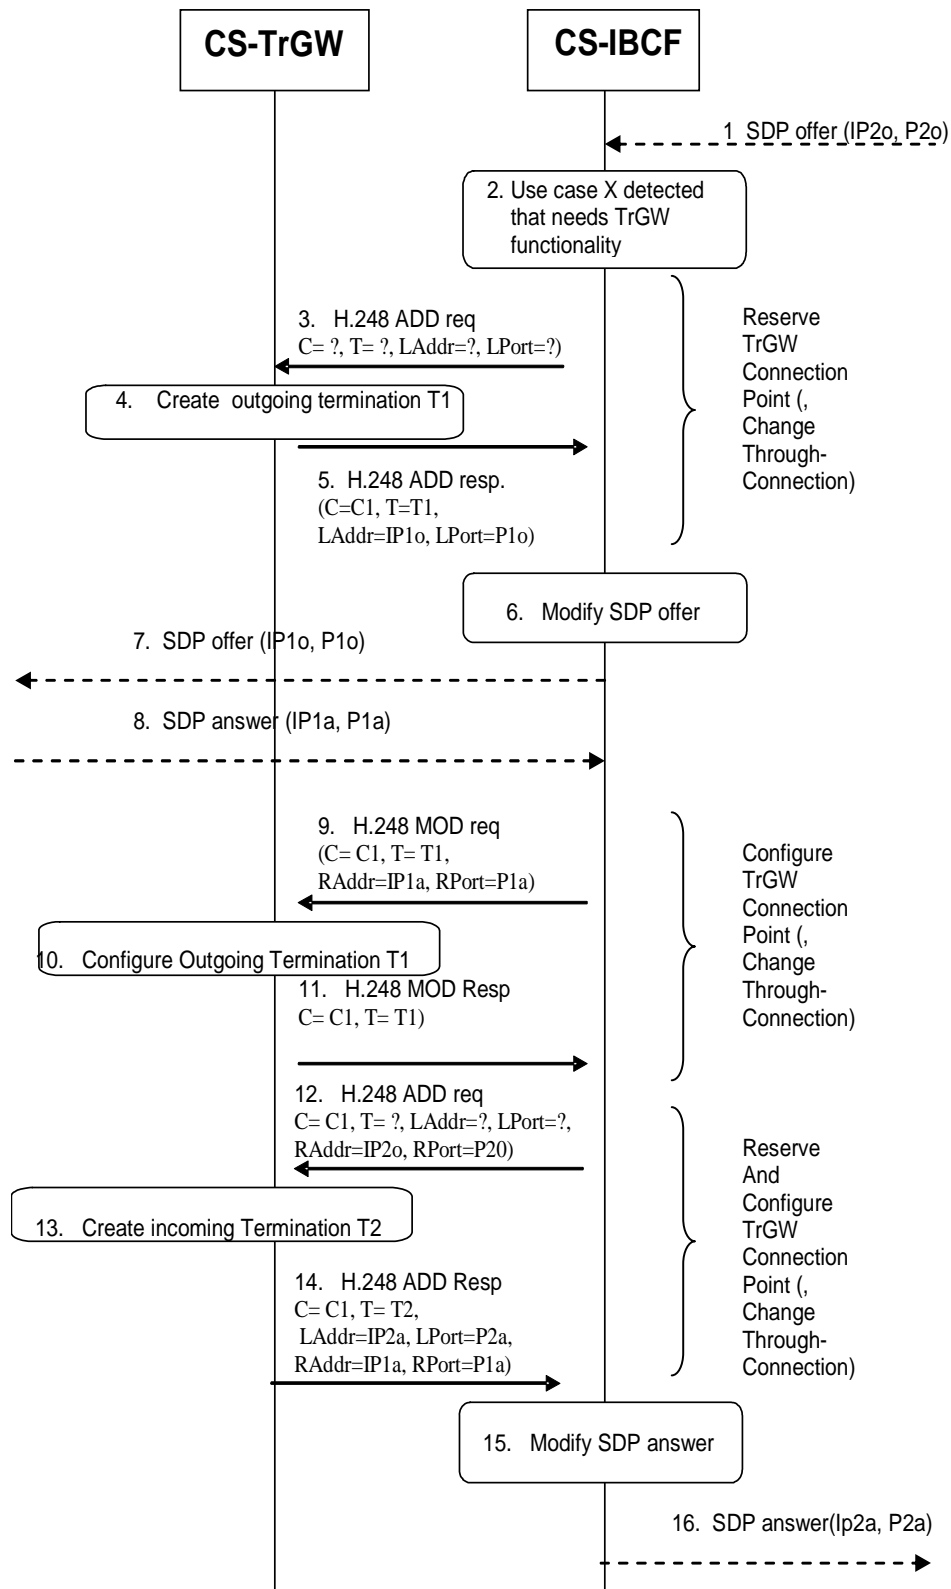 CS-TrGW
CS-IBCF
1 SDP offer (IP2o, P2o)
2. Use case X detected
that needs TrGW
functionality
3. H.248 ADD req
C= ?, T= ?, LAddr=?, LPort=?)
Reserve
TrGW
Connection
Point (,
Change
Through-
Connection)
4. Create outgoing termination T1
5. H.248 ADD resp.
(C=C1, T=T1,
LAddr=IP1o, LPort=P1o)
6. Modify SDP offer
7. SDP offer (IP1o, P1o)
8. SDP answer (IP1a, P1a)
9. H.248 MOD req
(C= C1, T= T1,
RAddr=IP1a, RPort=P1a)
Configure
TrGW
Connection
Point (,
Change
Through-
Connection)
10. Configure Outgoing Termination T1
11. H.248 MOD Resp
C= C1, T= T1)
12. H.248 ADD req
C= C1, T= ?, LAddr=?, LPort=?,
RAddr=IP2o, RPort=P20)
Reserve
And
Configure
TrGW
Connection
Point (,
Change
Through-
Connection)
13. Create incoming Termination T2
14. H.248 ADD Resp
C= C1, T= T2,
LAddr=IP2a, LPort=P2a,
RAddr=IP1a, RPort=P1a)
15. Modify SDP answer
16. SDP answer(Ip2a, P2a)